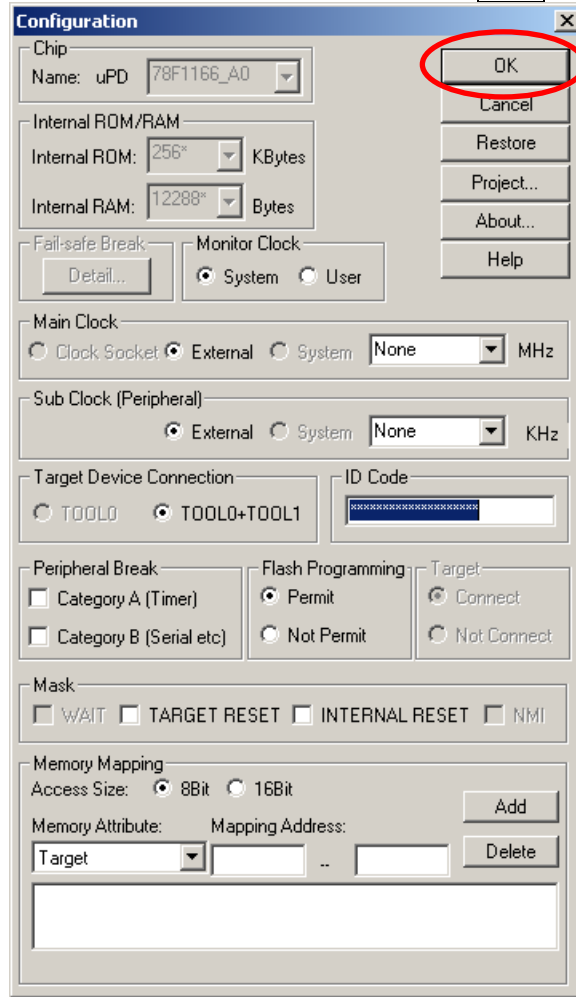 Configuration
Chip
Name: uPD 78F1166_A0
OK
Cancel
Restore
Project...
About...
Help
Internal ROM/RAM
Internal ROM: 256* KBytes
Internal RAM: 12288* Bytes
Fail-safe Break
Detail...
Monitor Clock
System User
Main Clock
Clock Socket External System None MHz
Sub Clock (Peripheral)
External System None KHz
Target Device Connection
TOOL0 TOOL0+TOOL1
ID Code
********************
Peripheral Break
Category A (Timer)
Category B (Serial etc)
Flash Programming
Permit
Not Permit
Target
Connect
Not Connect
Mask
WAIT TARGET RESET INTERNAL RESET NMI
Memory Mapping
Access Size: 8Bit 16Bit
Add
Memory Attribute: Mapping Address:
Target -- Delete